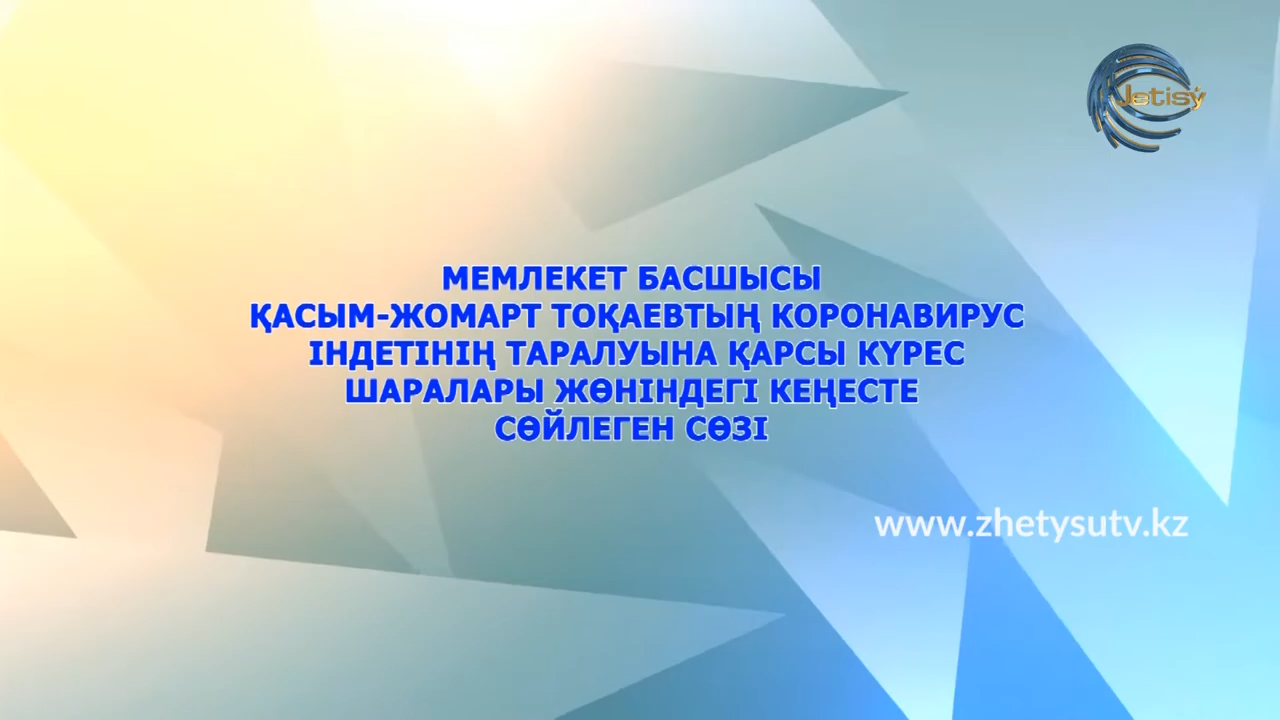 Jetisý
МЕМЛЕКЕТ БАСШЫСЫ
ҚАСЫМ-ЖОМАРТ ТОҚАЕВТЫҢ КОРОНАВИРУС
ІНДЕТІНІҢ ТАРАЛУЫНА ҚАРСЫ КҮРЕС
ШАРАЛАРЫ ЖӨНІНДЕГІ КЕҢЕСТЕ
СӨЙЛЕГЕН СӨЗІ
www.zhetysutv.kz